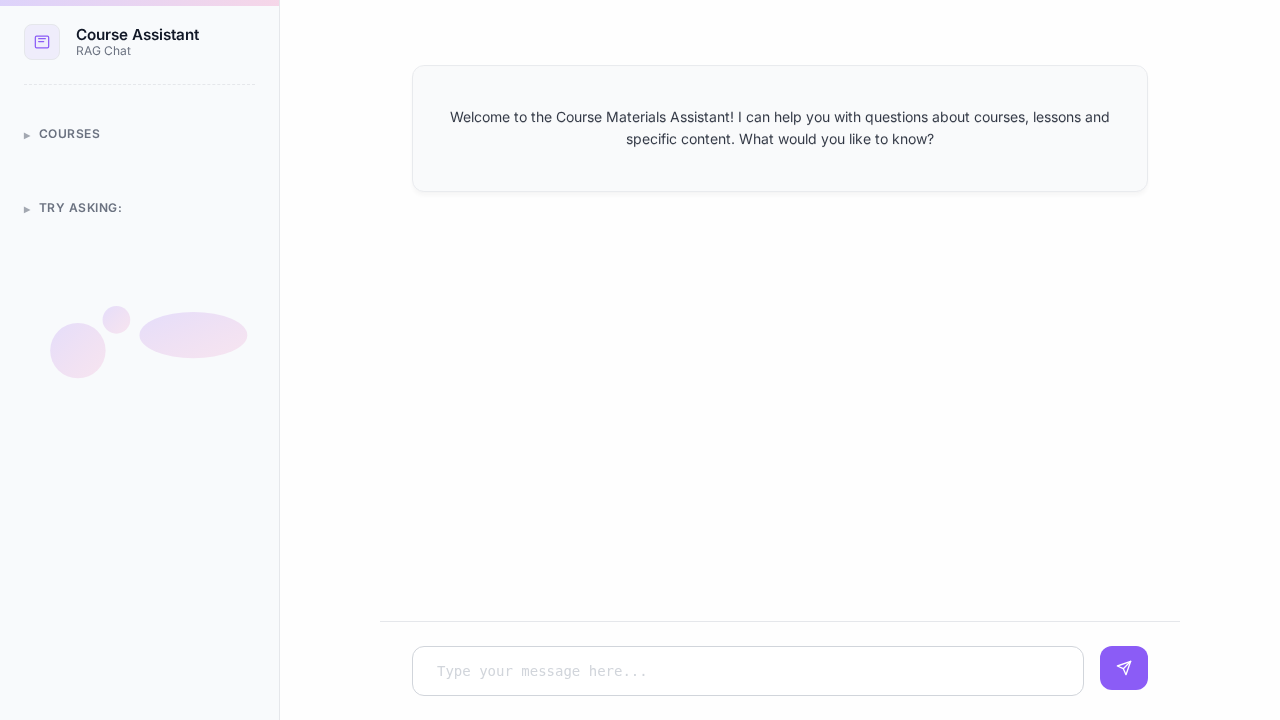 Course Assistant
RAG Chat
▶ COURSES
▶ TRY ASKING:
Welcome to the Course Materials Assistant! I can help you with questions about courses, lessons and
specific content. What would you like to know?
Type your message here...